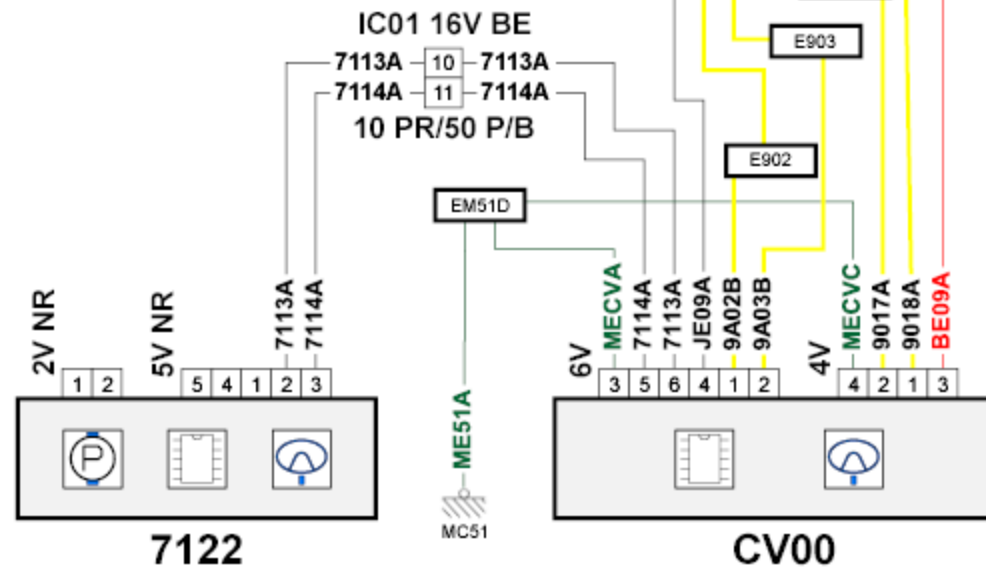 IC01 16V BE
7113A 10 7113A
7114A 11 7114A
10 PR/50 P/B
E903
E902
EM51D
2V NR
5V NR
7113A
7114A
ME51A
6V
MECVA
7114A
7113A
JE09A
9A02B
9A03B
4V
MECVC
9017A
9018A
BE09A
1 2
5 4 1 2 3
3 5 6 4 1 2
4 2 1 3
P
MC51
7122
CV00